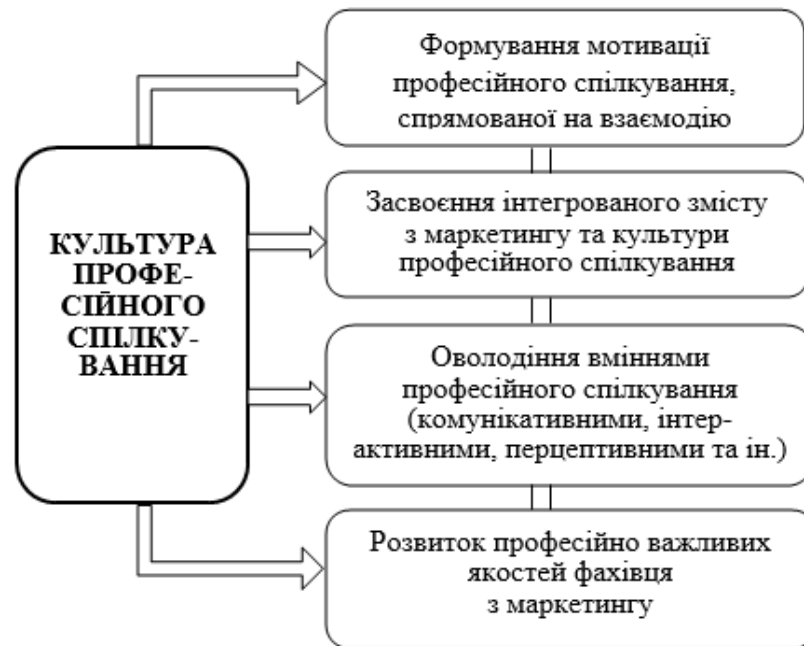 Формування мотивації
професійного спілкування,
спрямованої на взаємодію
КУЛЬТУРА
ПРОФЕ-
СІЙНОГО
СПІЛКУ-
ВАННЯ
Засвоєння інтегрованого змісту
з маркетингу та культури
професійного спілкування
Оволодіння вміннями
професійного спілкування
(комунікативними, інтер-
активними, перцептивними та ін.)
Розвиток професійно важливих
якостей фахівця
з маркетингу